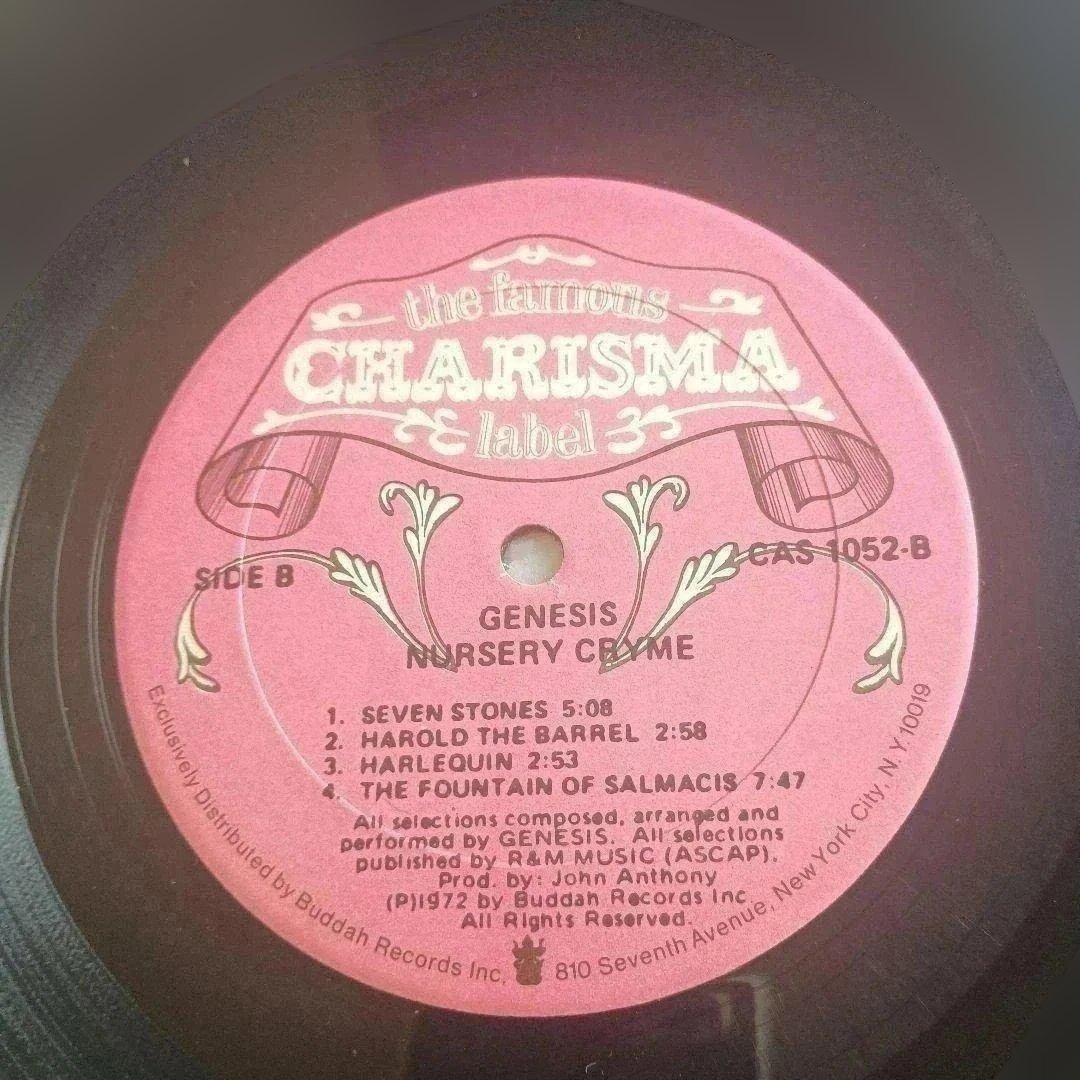 the famous
CHARISMA
label
SIDE B
CAS 1052-B
GENESIS
NURSERY CRYME
1. SEVEN STONES 5:08
2. HAROLD THE BARREL 2:58
3. HARLEQUIN 2:53
4. THE FOUNTAIN OF SALMACIS 7:47
All selections composed, arranged and
performed by GENESIS. All selections
published by R&M MUSIC (ASCAP).
Prod. by: John Anthony
(P)1972 by Buddah Records Inc
All Rights Reserved.
Exclusively Distributed by Buddah Records Inc. 810 Seventh Avenue, New York City, N.Y 10019